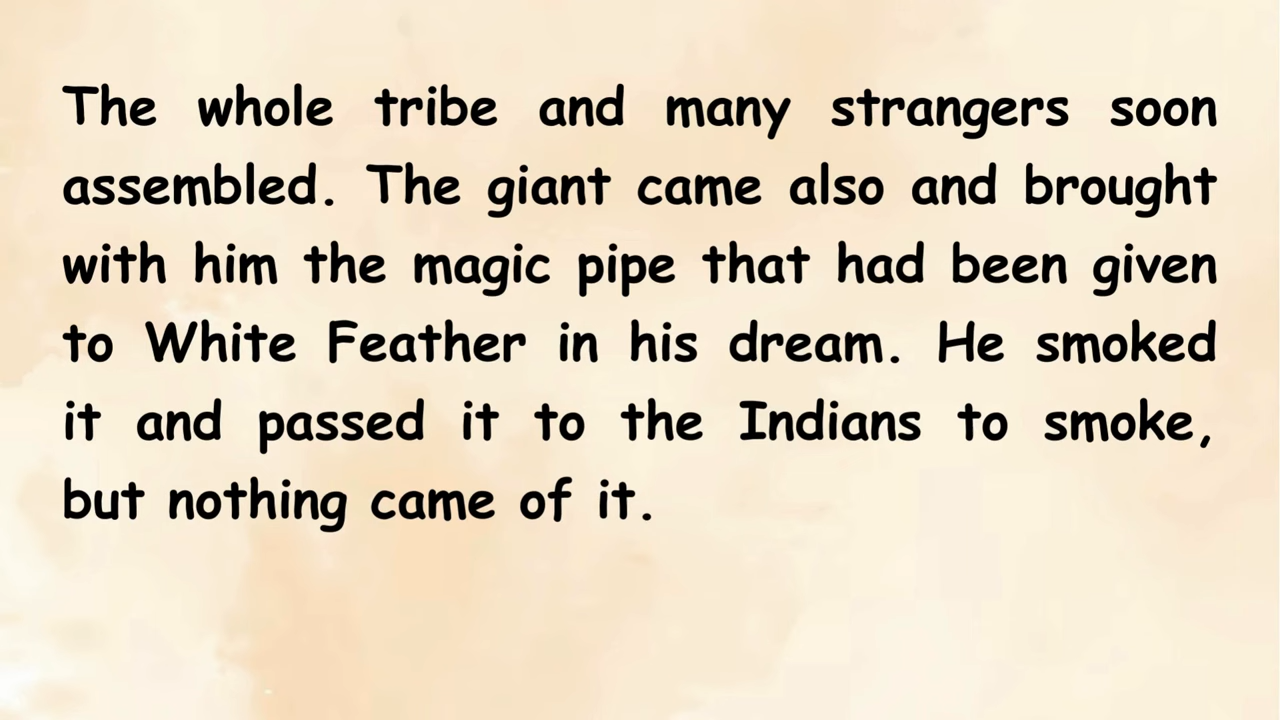 The whole tribe and many strangers soon
assembled. The giant came also and brought
with him the magic pipe that had been given
to White Feather in his dream. He smoked
it and passed it to the Indians to smoke,
but nothing came of it.